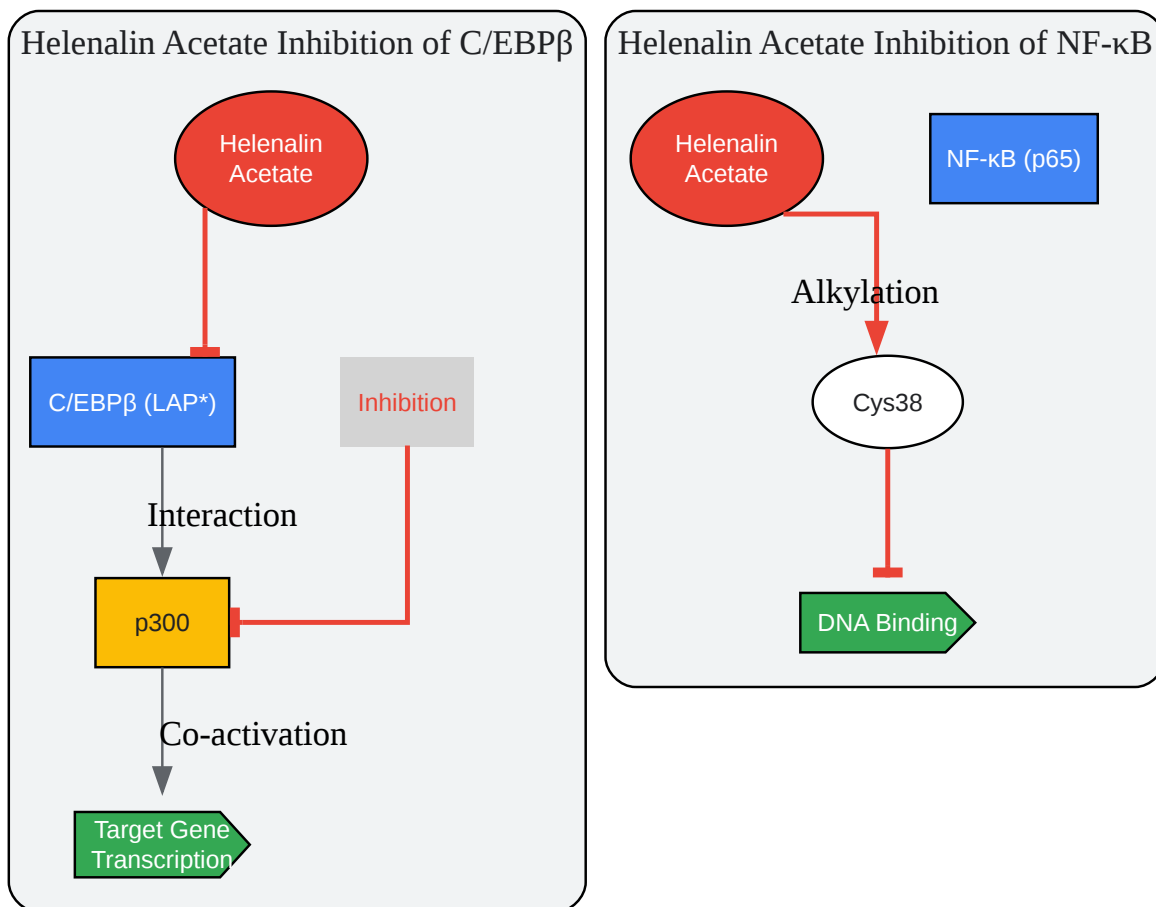 Helenalin Acetate Inhibition of C/EBPβ
Helenalin
Acetate
C/EBPβ (LAP*)
Inhibition
Interaction
p300
Co-activation
Target Gene
Transcription
Helenalin Acetate Inhibition of NF-κB
Helenalin
Acetate
NF-κB (p65)
Alkylation
Cys38
DNA Binding